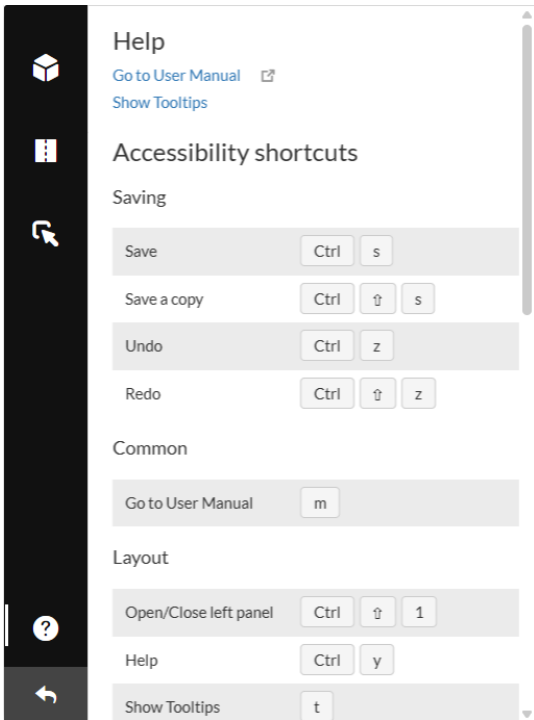 Help
Go to User Manual
Show Tooltips
Accessibility shortcuts
Saving
Save Ctrl s
Save a copy Ctrl ⇧ s
Undo Ctrl z
Redo Ctrl ⇧ z
Common
Go to User Manual m
Layout
Open/Close left panel Ctrl ⇧ 1
Help Ctrl y
? 
Show Tooltips t